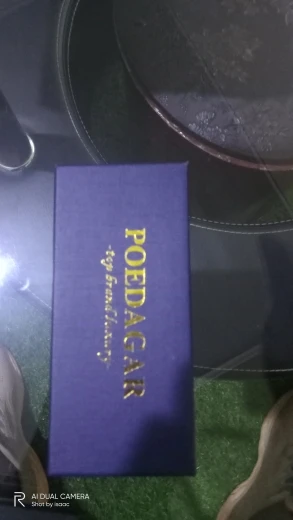 POEDAGAR
-top brand luxury-
AI DUAL CAMERA
Shot by isaac